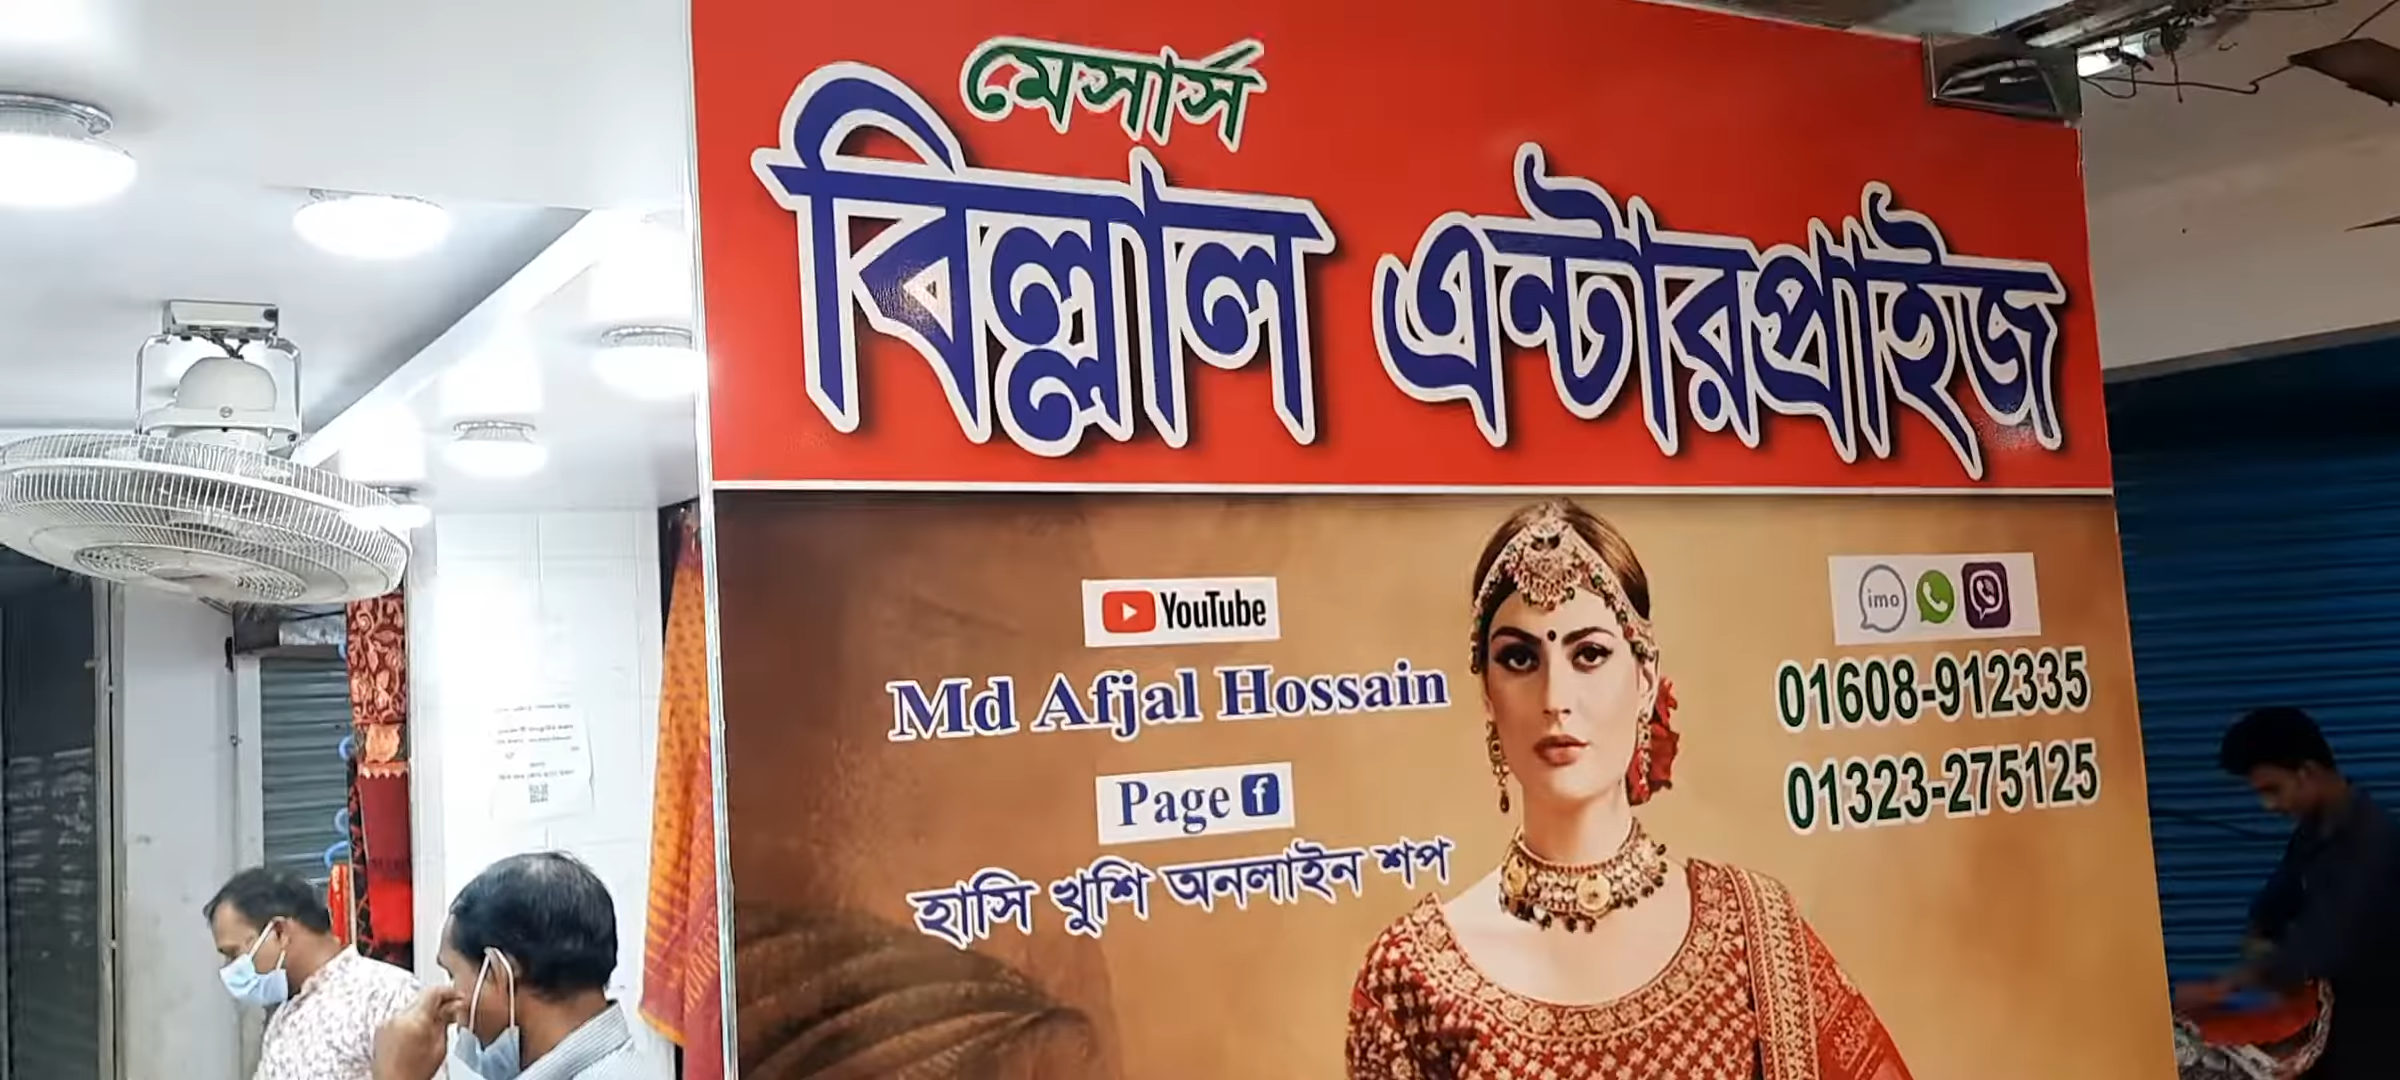 মেসার্স
বিল্লাল এন্টারপ্রাইজ
YouTube
Md Afjal Hossain
Page f
হাসি খুশি অনলাইন শপ
imo
01608-912335
01323-275125